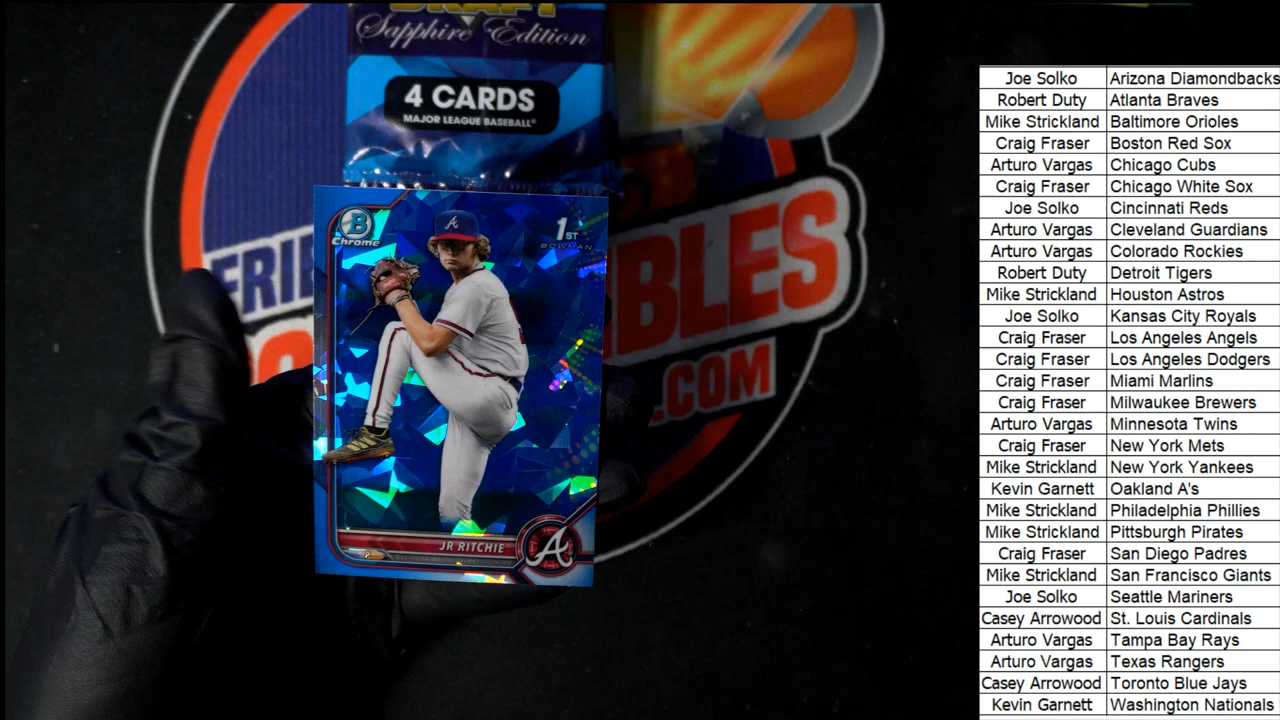 DRAFT
Sapphire Edition
4 CARDS
MAJOR LEAGUE BASEBALL®
B
Chrome
A
1ST
BOWMAN
BLES
.COM
JR RITCHIE
A
Joe Solko Arizona Diamondbacks
Robert Duty Atlanta Braves
Mike Strickland Baltimore Orioles
Craig Fraser Boston Red Sox
Arturo Vargas Chicago Cubs
Craig Fraser Chicago White Sox
Joe Solko Cincinnati Reds
Arturo Vargas Cleveland Guardians
Arturo Vargas Colorado Rockies
Robert Duty Detroit Tigers
Mike Strickland Houston Astros
Joe Solko Kansas City Royals
Craig Fraser Los Angeles Angels
Craig Fraser Los Angeles Dodgers
Craig Fraser Miami Marlins
Craig Fraser Milwaukee Brewers
Arturo Vargas Minnesota Twins
Craig Fraser New York Mets
Mike Strickland New York Yankees
Kevin Garnett Oakland A's
Mike Strickland Philadelphia Phillies
Mike Strickland Pittsburgh Pirates
Craig Fraser San Diego Padres
Mike Strickland San Francisco Giants
Joe Solko Seattle Mariners
Casey Arrowood St. Louis Cardinals
Arturo Vargas Tampa Bay Rays
Arturo Vargas Texas Rangers
Casey Arrowood Toronto Blue Jays
Kevin Garnett Washington Nationals